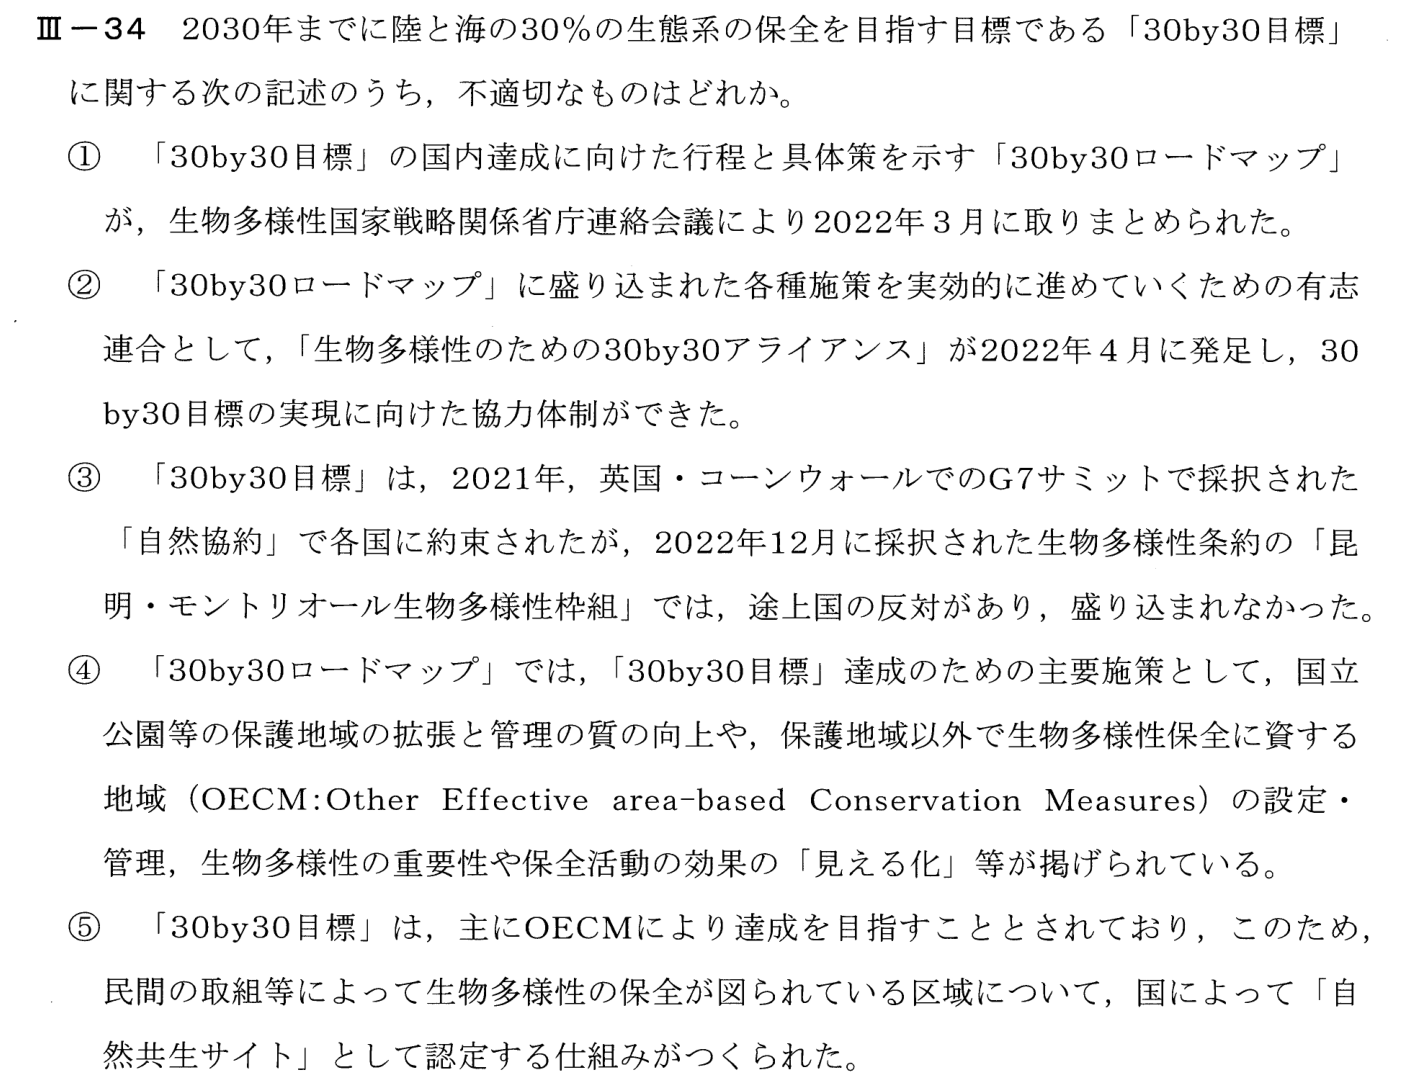 Ⅲ－34　2030年までに陸と海の30％の生態系の保全を目指す目標である「30by30目標」
に関する次の記述のうち，不適切なものはどれか。
①　「30by30目標」の国内達成に向けた行程と具体策を示す「30by30ロードマップ」
が，生物多様性国家戦略関係省庁連絡会議により2022年３月に取りまとめられた。
②　「30by30ロードマップ」に盛り込まれた各種施策を実効的に進めていくための有志
連合として，「生物多様性のための30by30アライアンス」が2022年４月に発足し，30
by30目標の実現に向けた協力体制ができた。
③　「30by30目標」は，2021年，英国・コーンウォールでのG7サミットで採択された
「自然協約」で各国に約束されたが，2022年12月に採択された生物多様性条約の「昆
明・モントリオール生物多様性枠組」では，途上国の反対があり，盛り込まれなかった。
④　「30by30ロードマップ」では，「30by30目標」達成のための主要施策として，国立
公園等の保護地域の拡張と管理の質の向上や，保護地域以外で生物多様性保全に資する
地域（OECM:Other Effective area-based Conservation Measures）の設定・
管理，生物多様性の重要性や保全活動の効果の「見える化」等が掲げられている。
⑤　「30by30目標」は，主にOECMにより達成を目指すこととされており，このため，
民間の取組等によって生物多様性の保全が図られている区域について，国によって「自
然共生サイト」として認定する仕組みがつくられた。